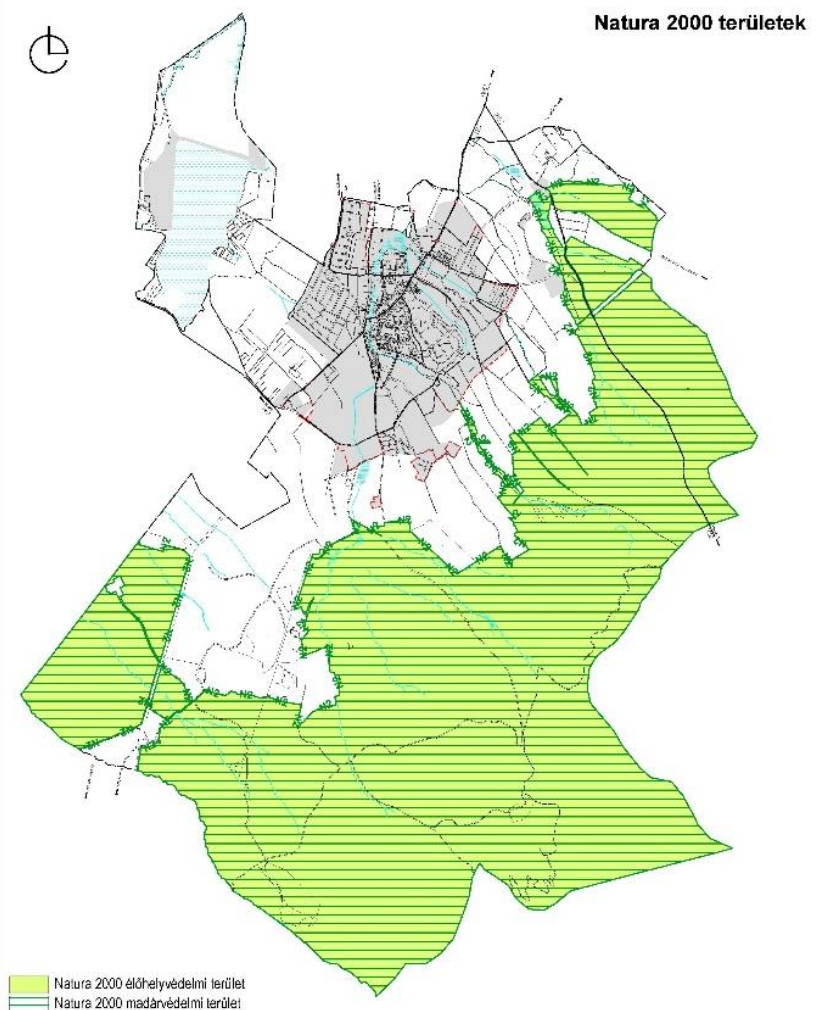 Natura 2000 területek
Natura 2000 élőhelyvédelmi terület
Natura 2000 madárvédelmi terület